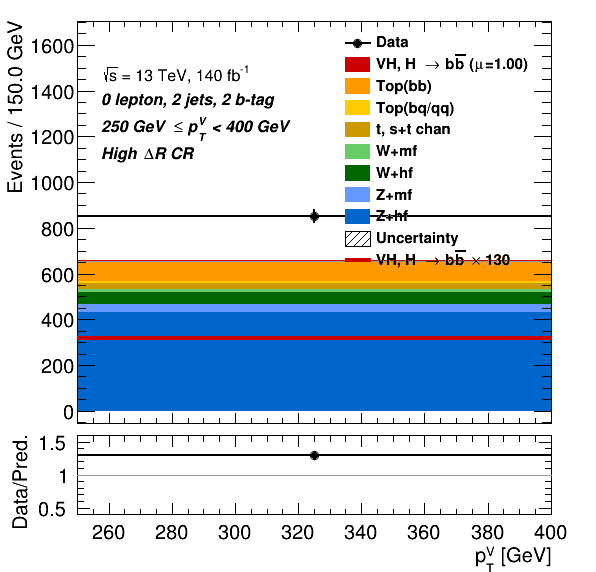 Events / 150.0 GeV
1600
1400
1200
1000
800
600
400
200
0
√s = 13 TeV, 140 fb⁻¹
0 lepton, 2 jets, 2 b-tag
250 GeV ≤ p_T^V < 400 GeV
High ΔR CR
Data
VH, H → bb̅ (μ=1.00)
Top(bb)
Top(bq/qq)
t, s+t chan
W+mf
W+hf
Z+mf
Z+hf
Uncertainty
VH, H → bb̅ × 130
Data/Pred.
1.5
1
0.5
260 280 300 320 340 360 380 400
p_T^V [GeV]